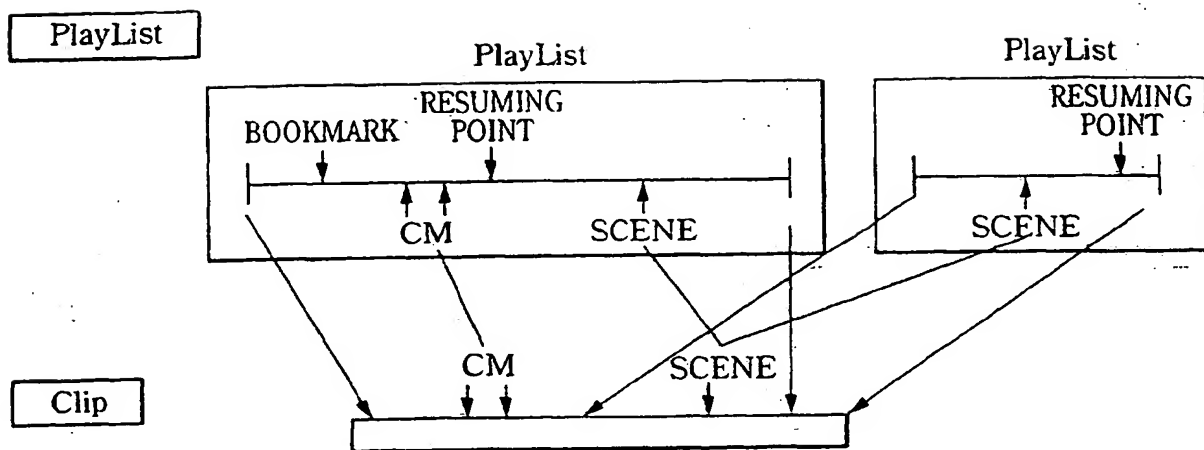 PlayList
PlayList
PlayList
BOOKMARK
RESUMING
POINT
RESUMING
POINT
CM
SCENE
SCENE
CM
SCENE
Clip